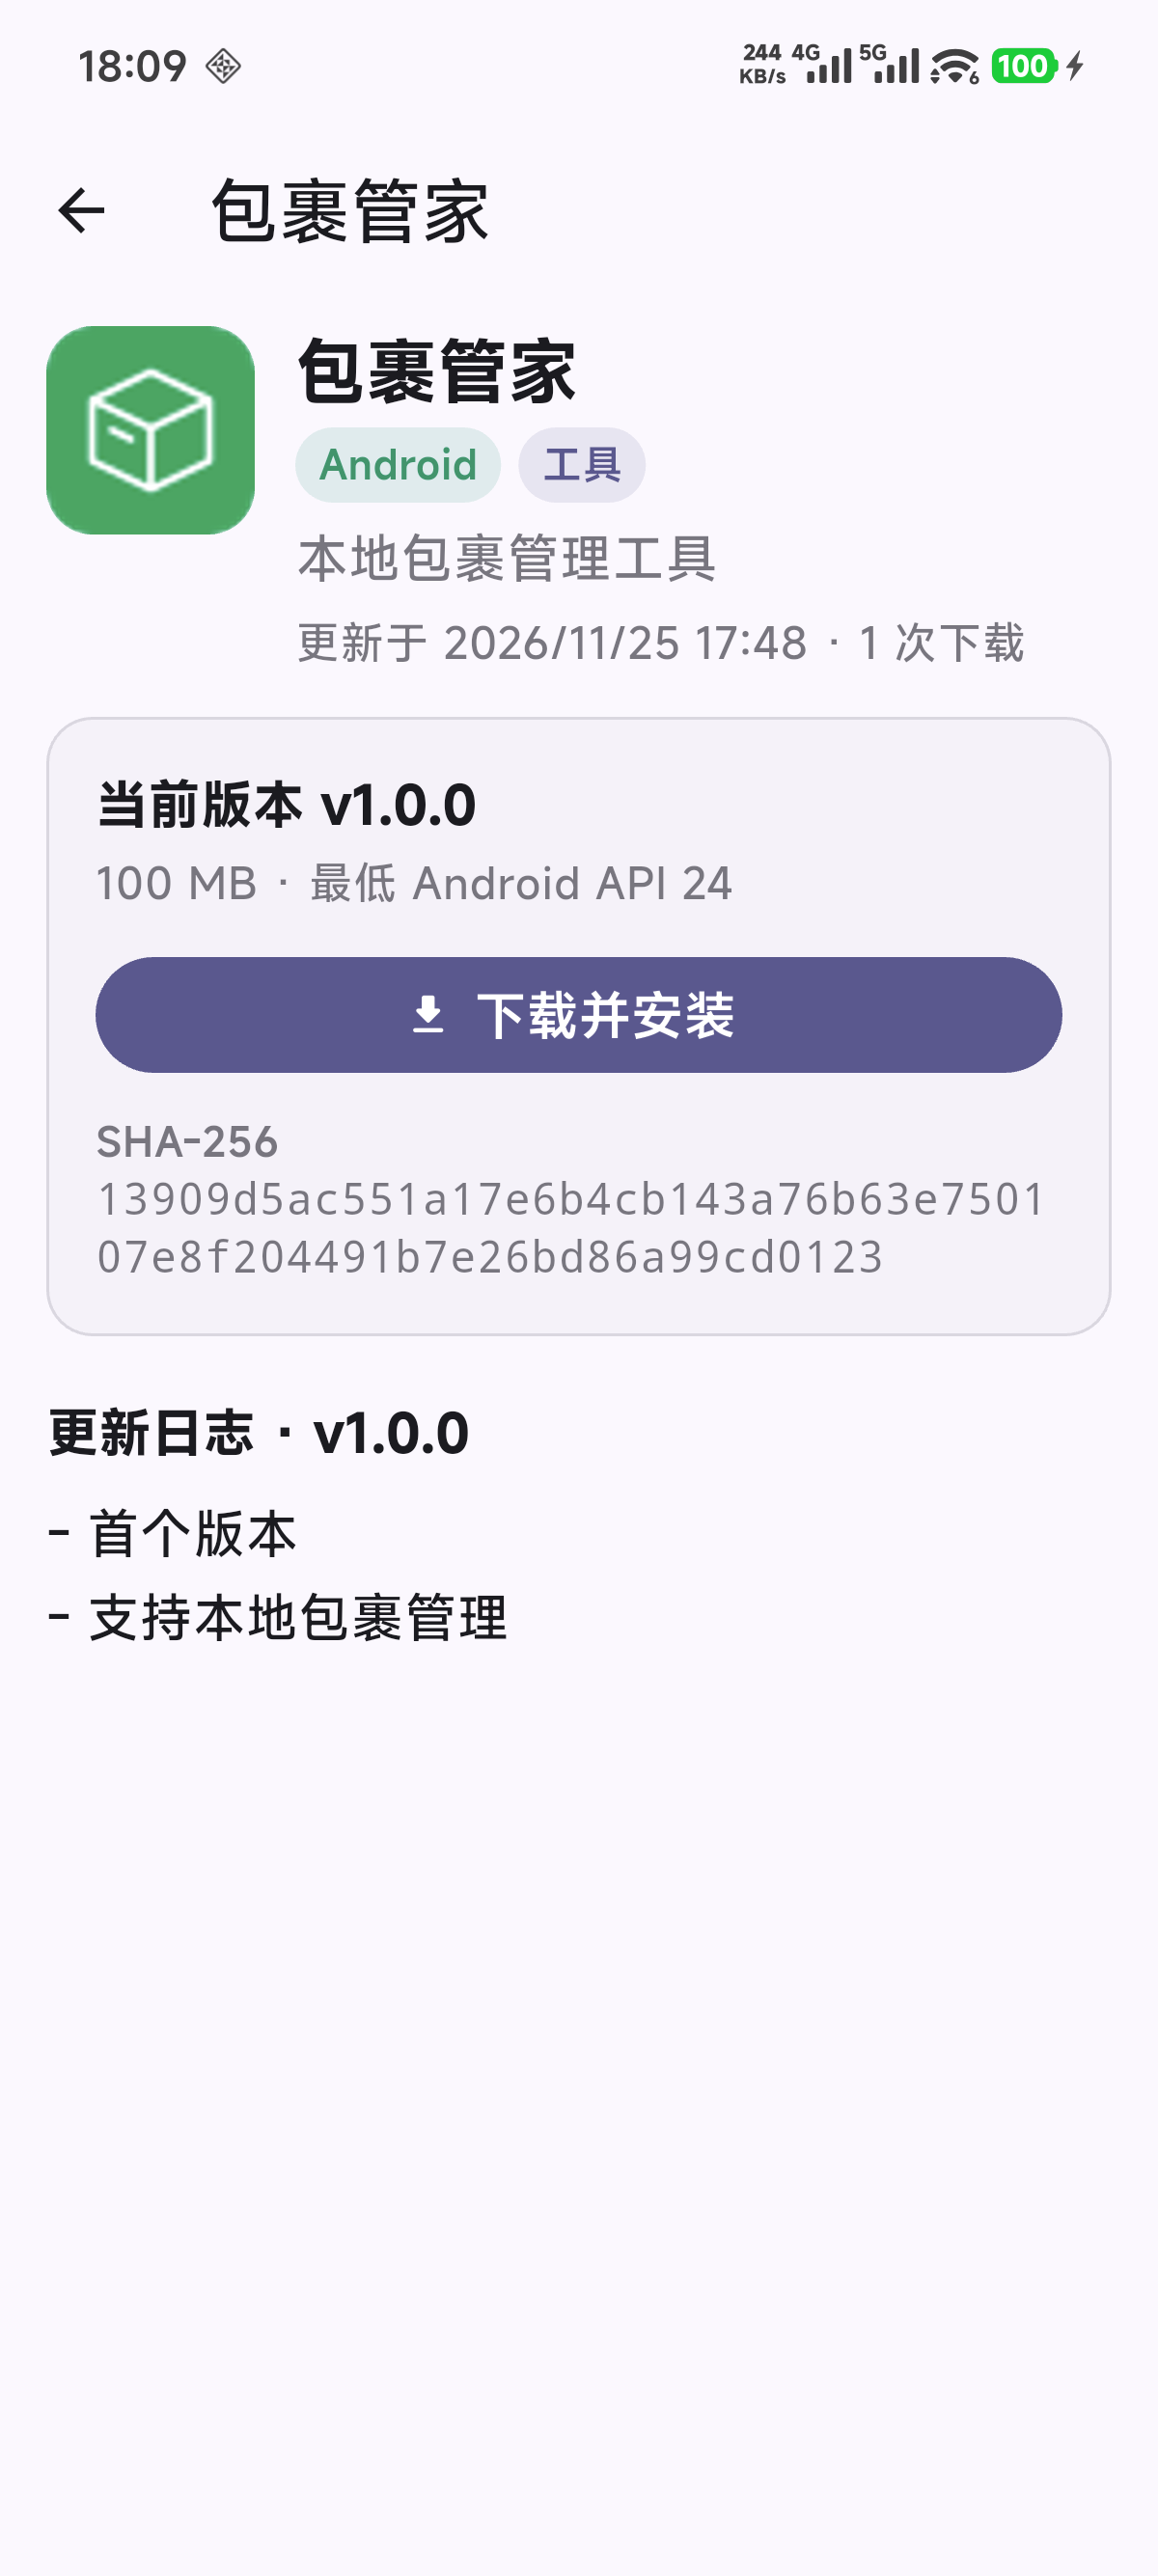 18:09
244 KB/s 4G 5G 6 100
包裹管家
包裹管家
Android 工具
本地包裹管理工具
更新于 2026/11/25 17:48 · 1 次下载
当前版本 v1.0.0
100 MB · 最低 Android API 24
下载并安装
SHA-256
13909d5ac551a17e6b4cb143a76b63e7501
07e8f204491b7e26bd86a99cd0123
更新日志 · v1.0.0
- 首个版本
- 支持本地包裹管理